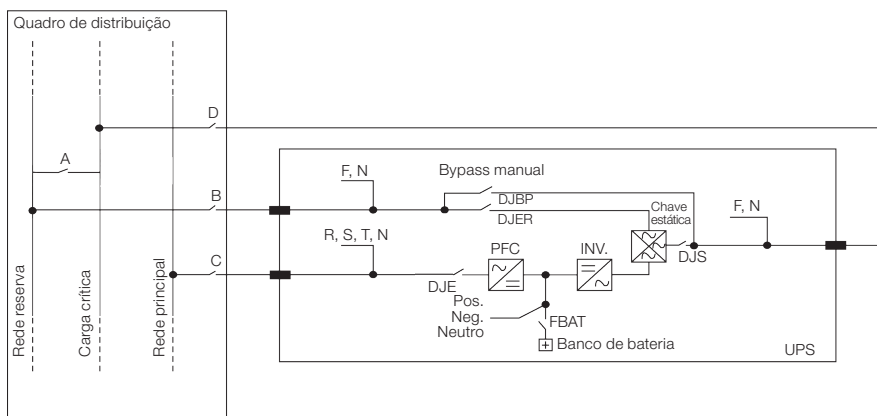 Quadro de distribuição
D
A
B
C
Rede reserva
Carga crítica
Rede principal
F, N
Bypass manual
DJBP
DJER
Chave
estática
F, N
R, S, T, N
DJE
PFC
INV.
DJS
Pos.
Neg.
Neutro
FBAT
Banco de bateria
UPS